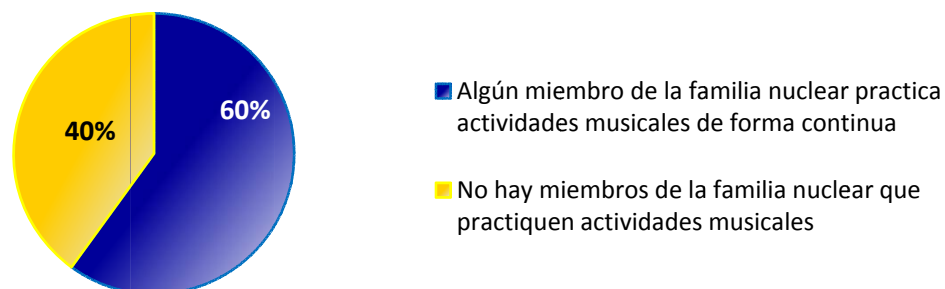 60%
40%
Algún miembro de la familia nuclear practica
actividades musicales de forma continua
No hay miembros de la familia nuclear que
practiquen actividades musicales